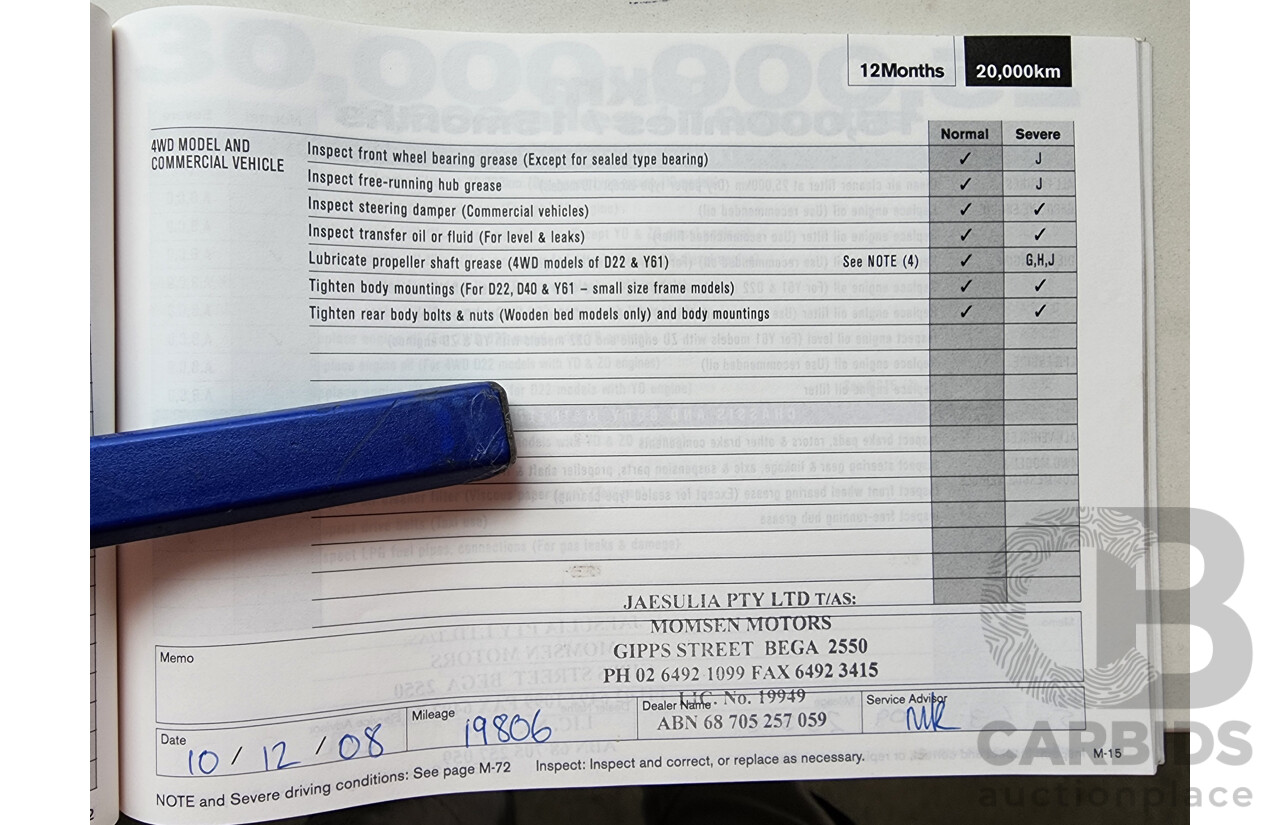 12Months 20,000km
Normal Severe
4WD MODEL AND
COMMERCIAL VEHICLE
Inspect front wheel bearing grease (Except for sealed type bearing) ✓ J
Inspect free-running hub grease ✓ J
Inspect steering damper (Commercial vehicles) ✓ ✓
Inspect transfer oil or fluid (For level & leaks) ✓ ✓
Lubricate propeller shaft grease (4WD models of D22 & Y61) See NOTE (4) ✓ G,H,J
Tighten body mountings (For D22, D40 & Y61 – small size frame models) ✓ ✓
Tighten rear body bolts & nuts (Wooden bed models only) and body mountings ✓ ✓
JAESULIA PTY LTD T/AS:
MOMSEN MOTORS
GIPPS STREET BEGA 2550
PH 02 6492 1099 FAX 6492 3415
LIC. No. 19949
ABN 68 705 257 059
Memo
Date 10/12/08
Mileage 19806
Dealer Name
Service Advisor MR
NOTE and Severe driving conditions: See page M-72 Inspect: Inspect and correct, or replace as necessary.
M-15
CARBIDS
auctionplace